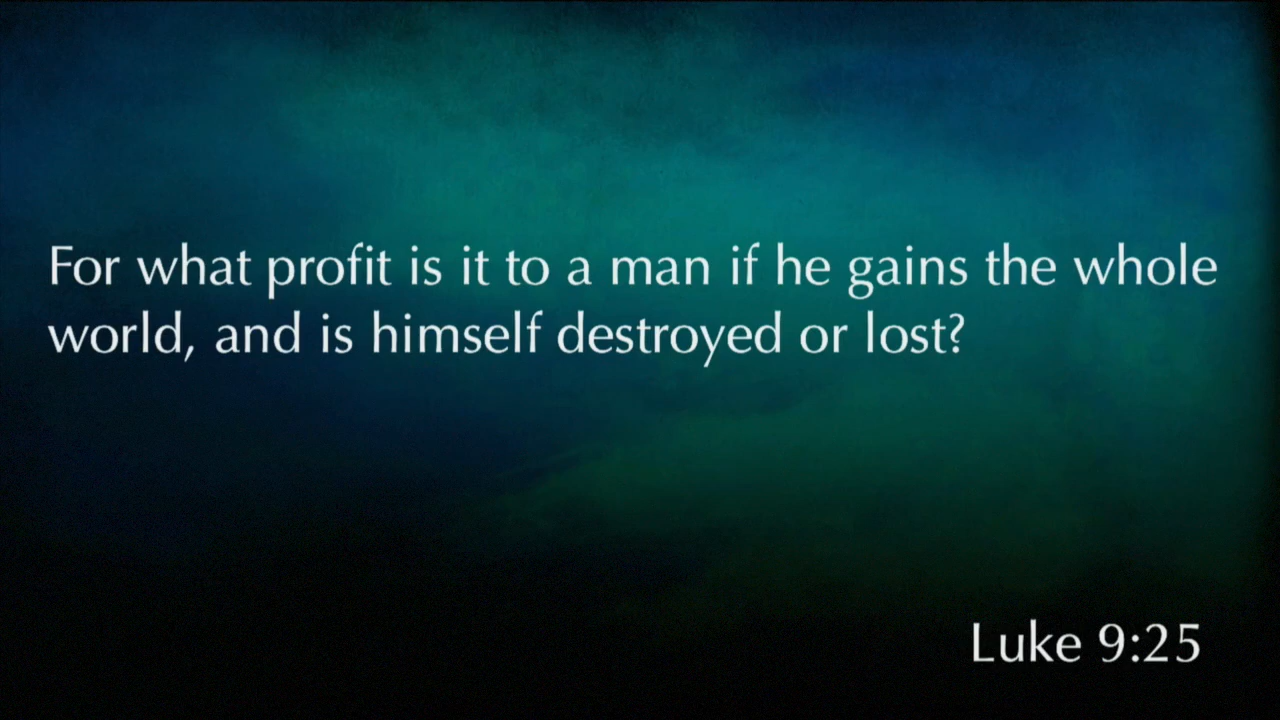 For what profit is it to a man if he gains the whole
world, and is himself destroyed or lost?
Luke 9:25